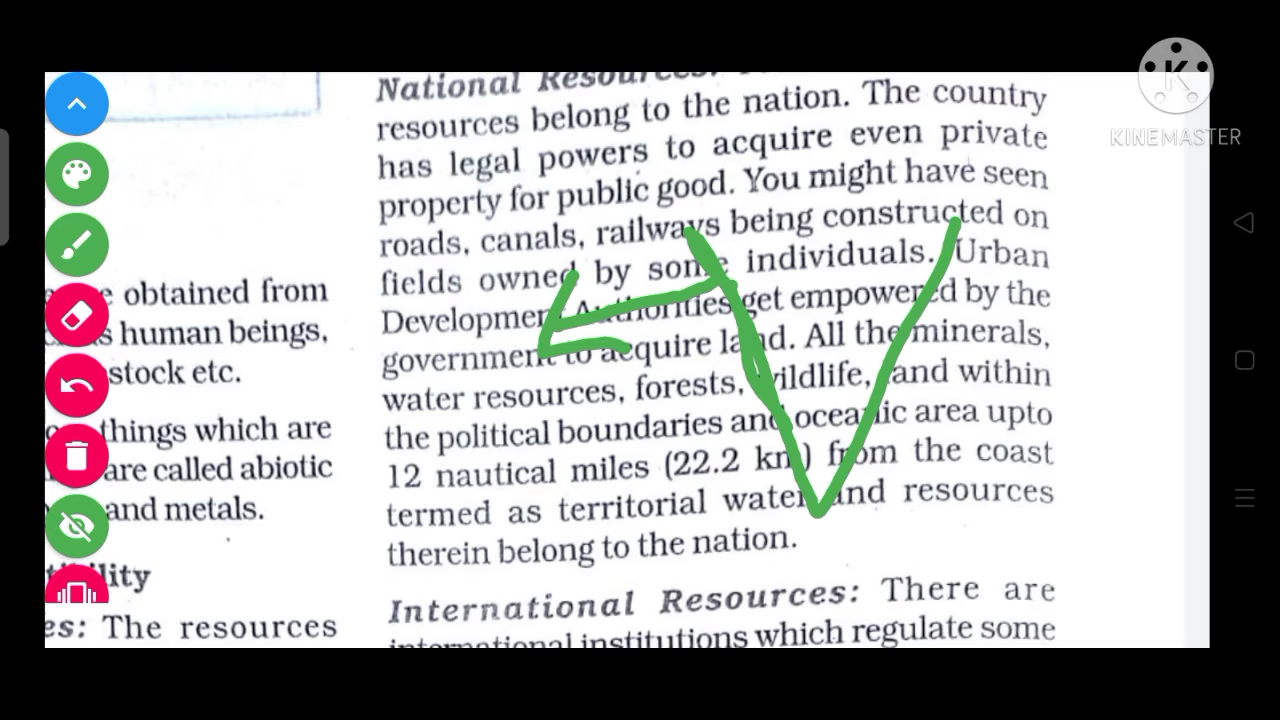 KINEMASTER
e obtained from
s human beings,
stock etc.
things which are
are called abiotic
and metals.
The resources
National Resources:
resources belong to the nation. The country
has legal powers to acquire even private
property for public good. You might have seen
roads, canals, railways being constructed on
fields owned by some individuals. Urban
Development Authorities get empowered by the
government to acquire land. All the minerals,
water resources, forests, wildlife, land within
the political boundaries and oceanic area upto
12 nautical miles (22.2 km) from the coast
termed as territorial water and resources
therein belong to the nation.
International Resources: There are
international institutions which regulate some